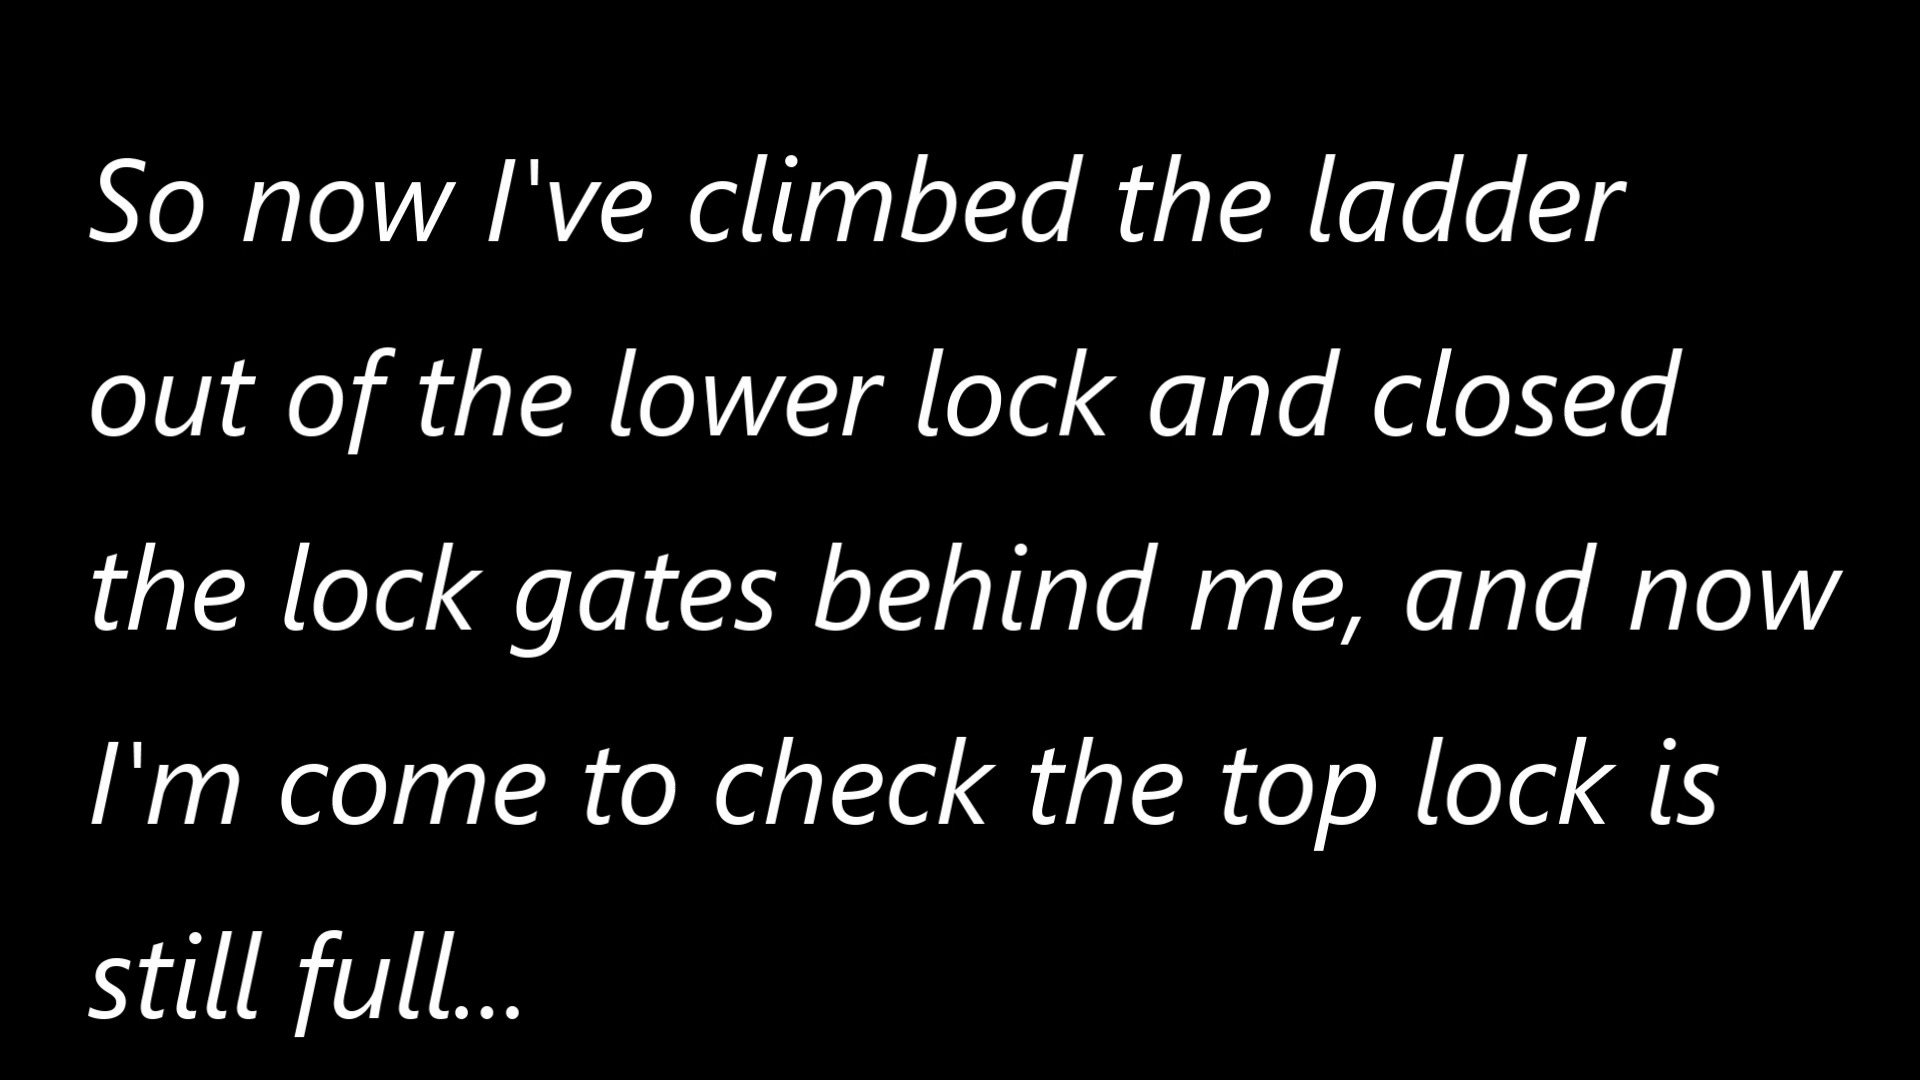 So now I've climbed the ladder
out of the lower lock and closed
the lock gates behind me, and now
I'm come to check the top lock is
still full...